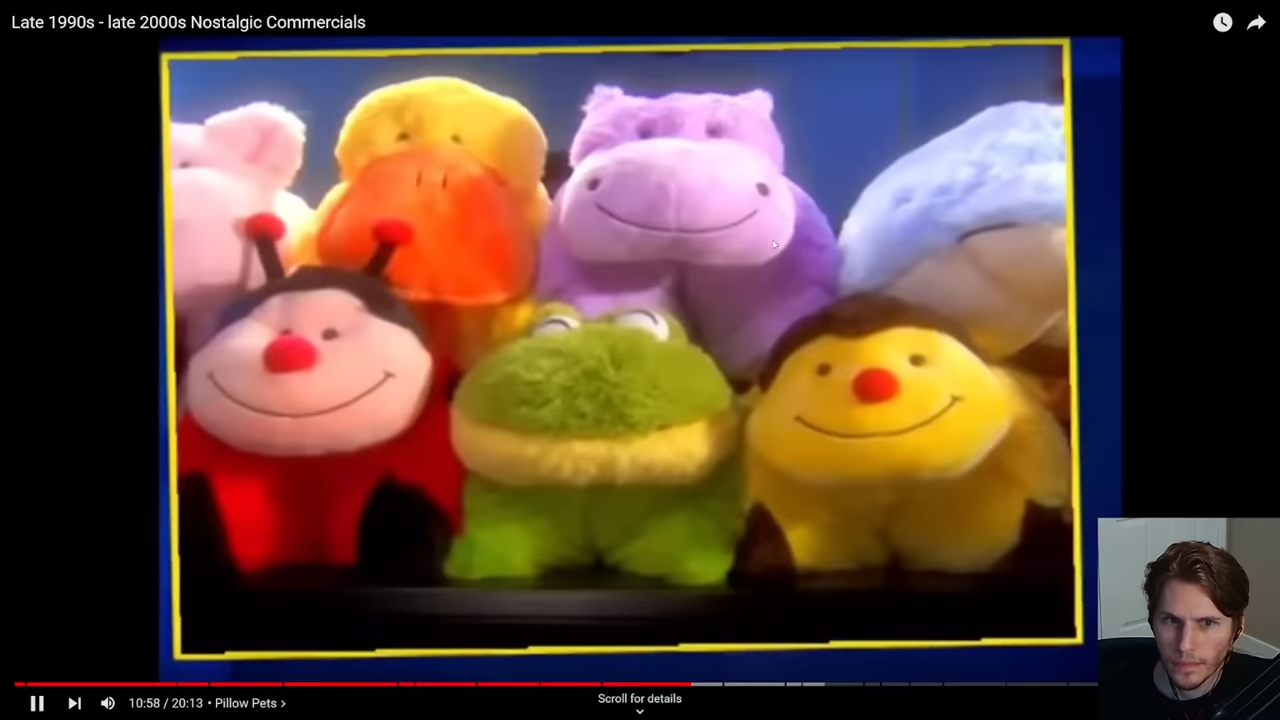 Late 1990s - late 2000s Nostalgic Commercials
10:58 / 20:13 • Pillow Pets >
Scroll for details